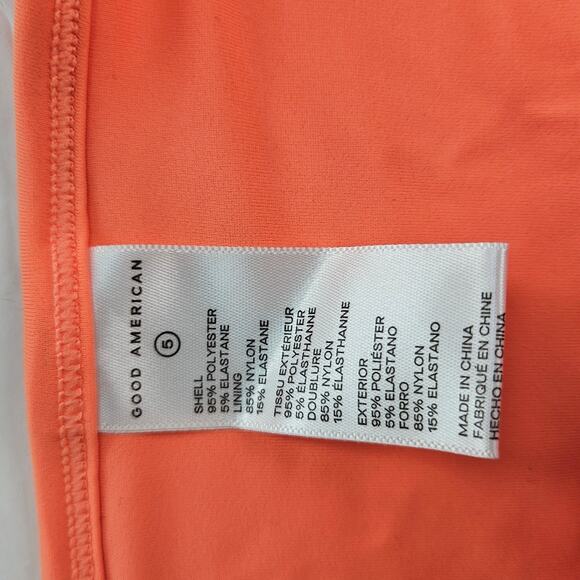 GOOD AMERICAN
5
SHELL
95% POLYESTER
5% ELASTANE
LINING
85% NYLON
15% ELASTANE
TISSU EXTÉRIEUR
95% POLYESTER
5% ÉLASTHANNE
DOUBLURE
85% NYLON
15% ÉLASTHANNE
EXTERIOR
95% POLIÉSTER
5% ELASTANO
FORRO
85% NYLON
15% ELASTANO
MADE IN CHINA
FABRIQUÉ EN CHINE
HECHO EN CHINA